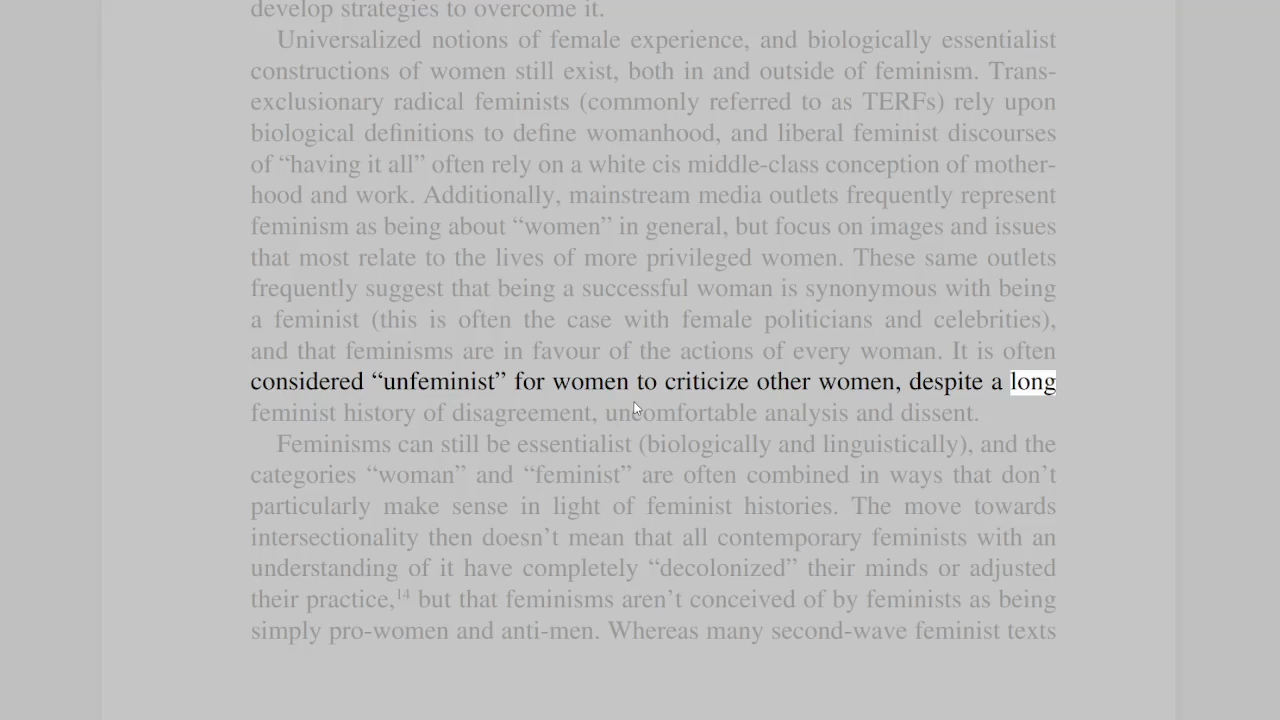 develop strategies to overcome it.
Universalized notions of female experience, and biologically essentialist
constructions of women still exist, both in and outside of feminism. Trans-
exclusionary radical feminists (commonly referred to as TERFs) rely upon
biological definitions to define womanhood, and liberal feminist discourses
of “having it all” often rely on a white cis middle-class conception of mother-
hood and work. Additionally, mainstream media outlets frequently represent
feminism as being about “women” in general, but focus on images and issues
that most relate to the lives of more privileged women. These same outlets
frequently suggest that being a successful woman is synonymous with being
a feminist (this is often the case with female politicians and celebrities),
and that feminisms are in favour of the actions of every woman. It is often
considered “unfeminist” for women to criticize other women, despite a long
feminist history of disagreement, uncomfortable analysis and dissent.
Feminisms can still be essentialist (biologically and linguistically), and the
categories “woman” and “feminist” are often combined in ways that don’t
particularly make sense in light of feminist histories. The move towards
intersectionality then doesn’t mean that all contemporary feminists with an
understanding of it have completely “decolonized” their minds or adjusted
their practice,¹⁴ but that feminisms aren’t conceived of by feminists as being
simply pro-women and anti-men. Whereas many second-wave feminist texts